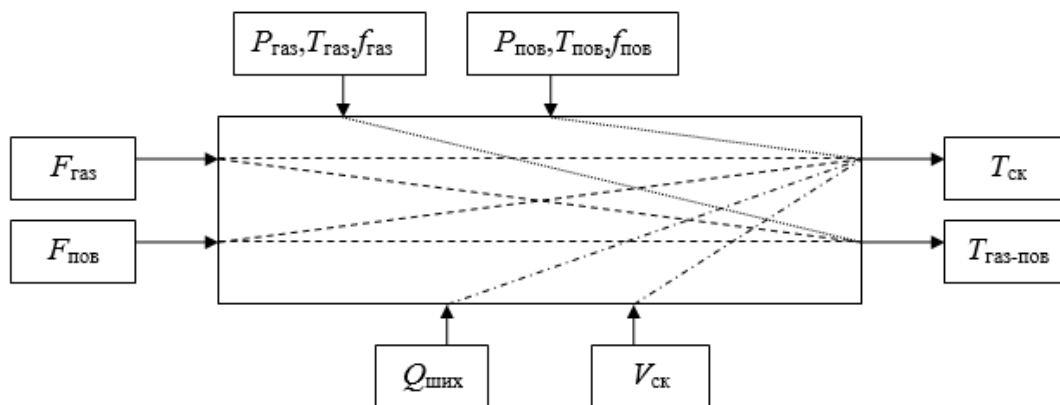 Pгаз,Tгаз,fгаз
Pпов,Tпов,fпов
Fгаз
Tск
Fпов
Tгаз-пов
Qших
Vск